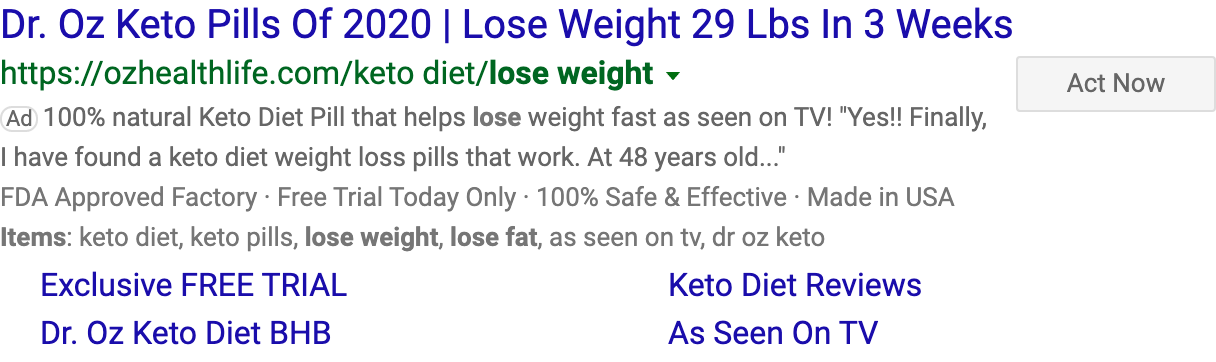 Dr. Oz Keto Pills Of 2020 | Lose Weight 29 Lbs In 3 Weeks
https://ozhealthlife.com/keto diet/lose weight
Act Now
Ad 100% natural Keto Diet Pill that helps lose weight fast as seen on TV! "Yes!! Finally,
I have found a keto diet weight loss pills that work. At 48 years old..."
FDA Approved Factory · Free Trial Today Only · 100% Safe & Effective · Made in USA
Items: keto diet, keto pills, lose weight, lose fat, as seen on tv, dr oz keto
Exclusive FREE TRIAL
Keto Diet Reviews
Dr. Oz Keto Diet BHB
As Seen On TV